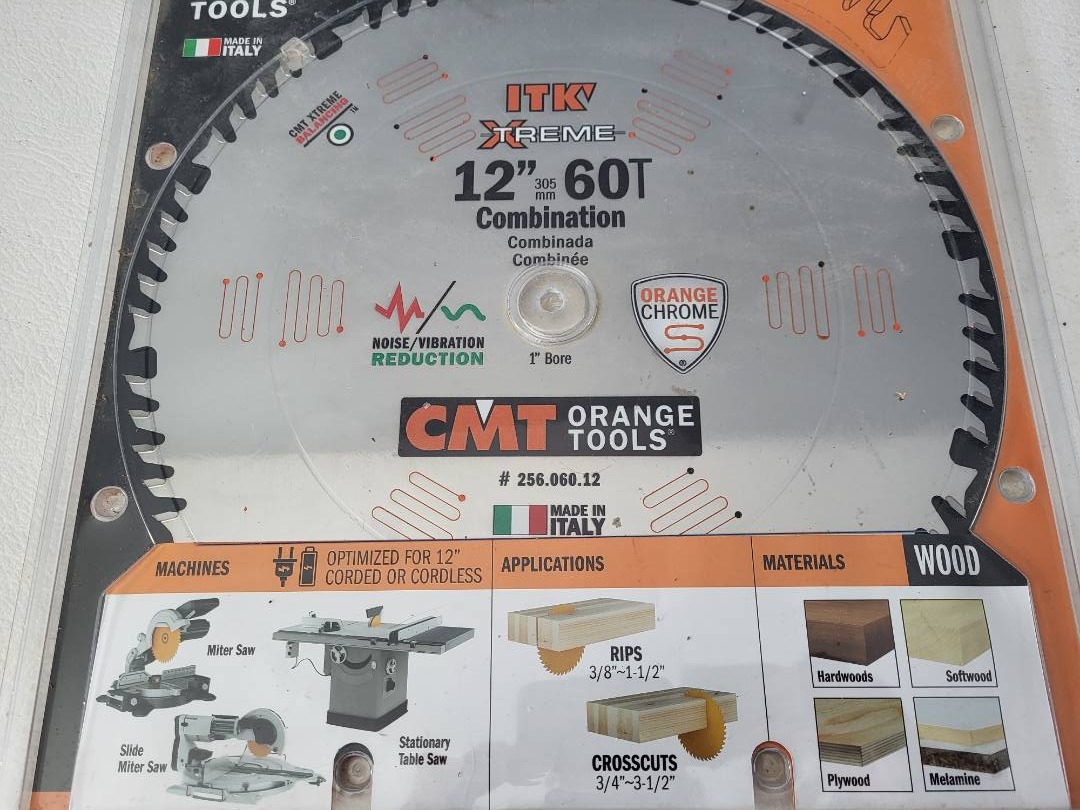 TOOLS®
MADE IN
ITALY
CMT XTREME
BALANCING™
ITK
XTREME
12" 305 mm 60T
Combination
Combinada
Combinée
NOISE/VIBRATION
REDUCTION
1" Bore
ORANGE
CHROME
®
CMT ORANGE
TOOLS®
# 256.060.12
MADE IN
ITALY
MACHINES
OPTIMIZED FOR 12"
CORDED OR CORDLESS
APPLICATIONS
MATERIALS
WOOD
Miter Saw
Slide
Miter Saw
Stationary
Table Saw
RIPS
3/8"~1-1/2"
CROSSCUTS
3/4"~3-1/2"
Hardwoods
Softwood
Plywood
Melamine